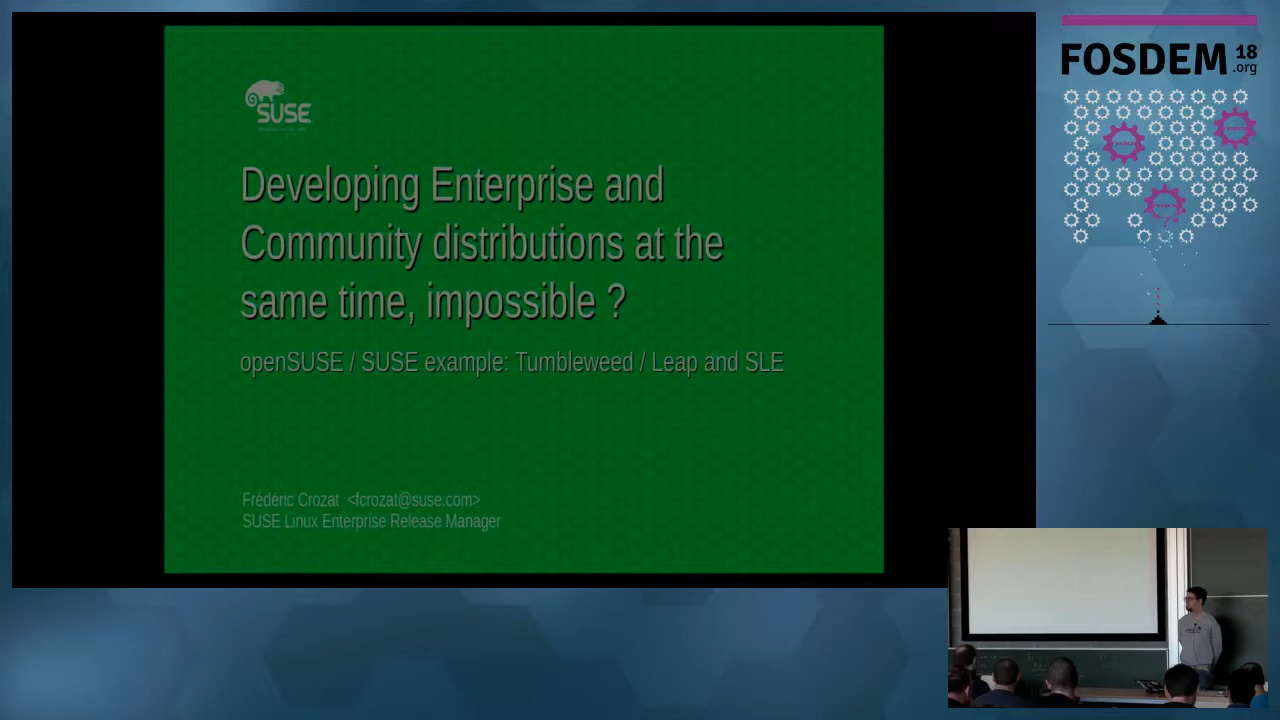 SUSE
Developing Enterprise and
Community distributions at the
same time, impossible ?
openSUSE / SUSE example: Tumbleweed / Leap and SLE
Frédéric Crozat <fcrozat@suse.com>
SUSE Linux Enterprise Release Manager
FOSDEM 18
.org